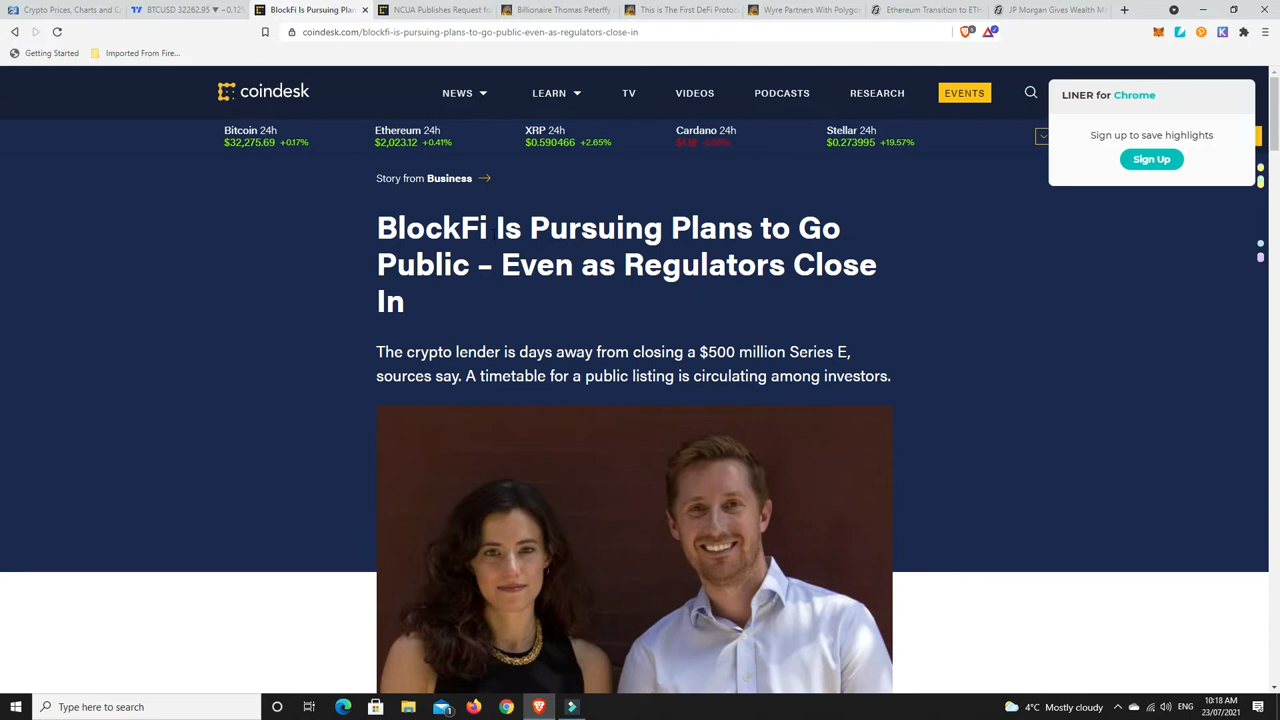 Crypto Prices, Charts and Cr
BTCUSD 32262.95 ▼ +0.12
BlockFi Is Pursuing Plan
NCUA Publishes Request for
Billionaire Thomas Peterffy
This is The First DeFi Protoc
Wyre Partners With Polygo
Ethereum Transition to ETH
JP Morgan Gives Wealth M
coindesk.com/blockfi-is-pursuing-plans-to-go-public-even-as-regulators-close-in
Getting Started
Imported From Fire...
coindesk
NEWS
LEARN
TV
VIDEOS
PODCASTS
RESEARCH
EVENTS
LINER for Chrome
Sign up to save highlights
Sign Up
Bitcoin 24h
$32,275.69 +0.17%
Ethereum 24h
$2,023.12 +0.41%
XRP 24h
$0.590466 +2.65%
Cardano 24h
Stellar 24h
$0.273995 +19.57%
Story from Business
BlockFi Is Pursuing Plans to Go
Public – Even as Regulators Close
In
The crypto lender is days away from closing a $500 million Series E,
sources say. A timetable for a public listing is circulating among investors.
Type here to search
4°C Mostly cloudy
ENG
10:18 AM
23/07/2021